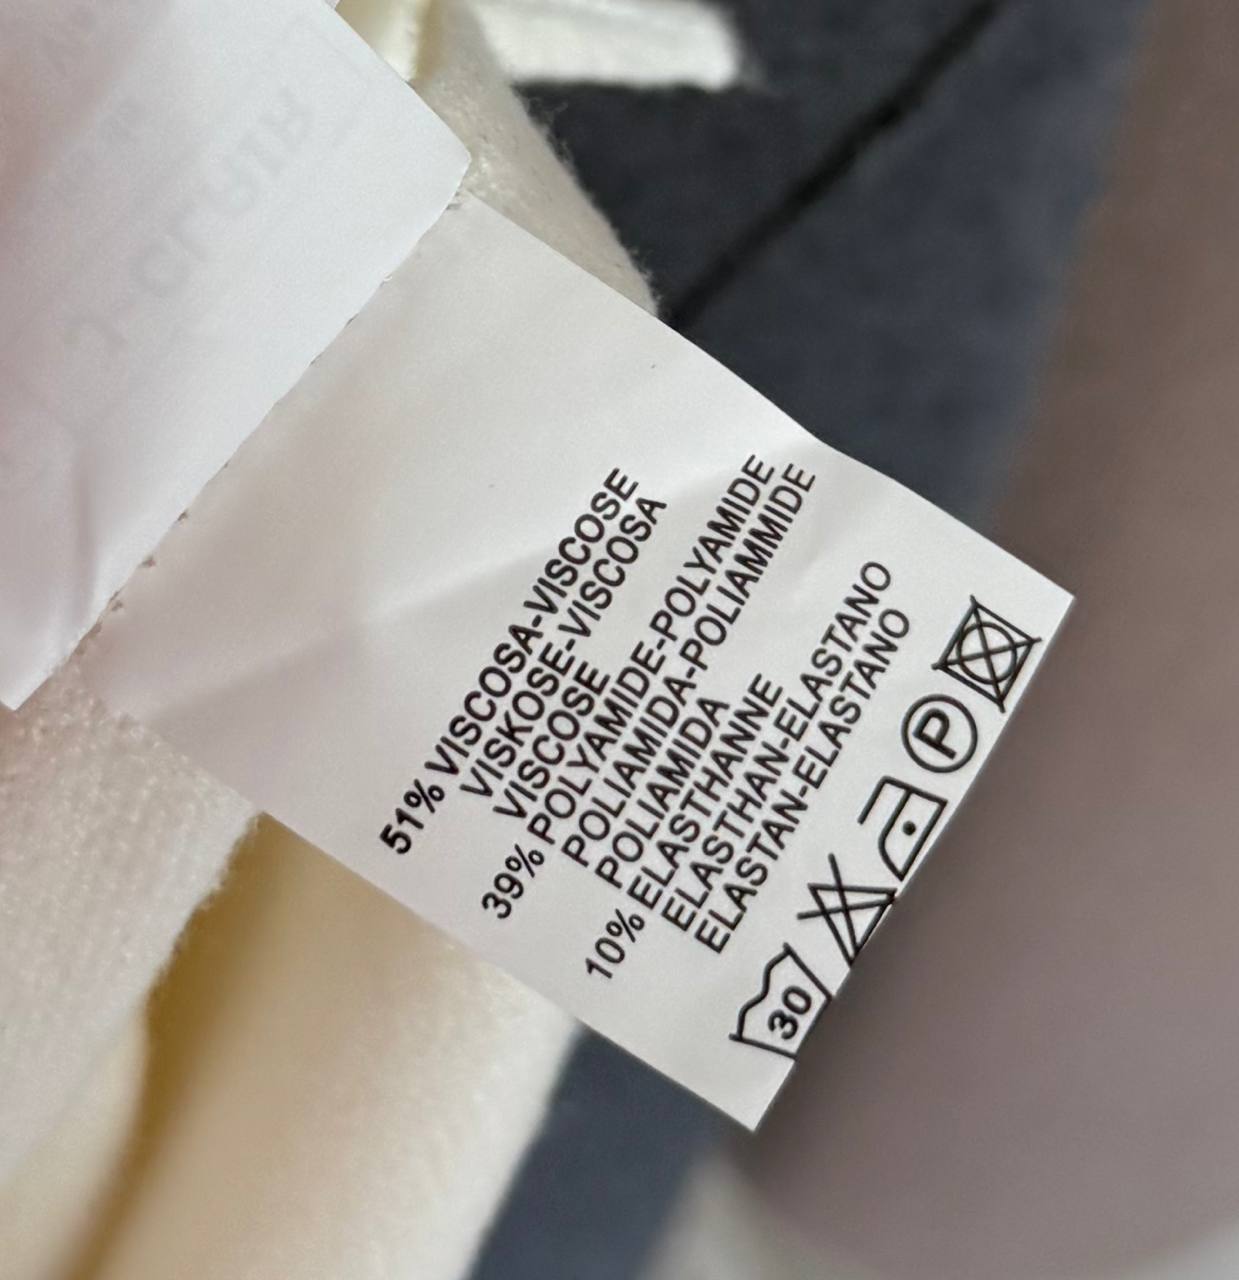 51% VISCOSA-VISCOSE
VISKOSE-VISCOSA
VISCOSE
39% POLYAMIDE-POLYAMIDE
POLIAMIDA-POLIAMMIDE
POLIAMIDA
10% ELASTHANNE
ELASTHAN-ELASTANO
ELASTAN-ELASTANO
30
P